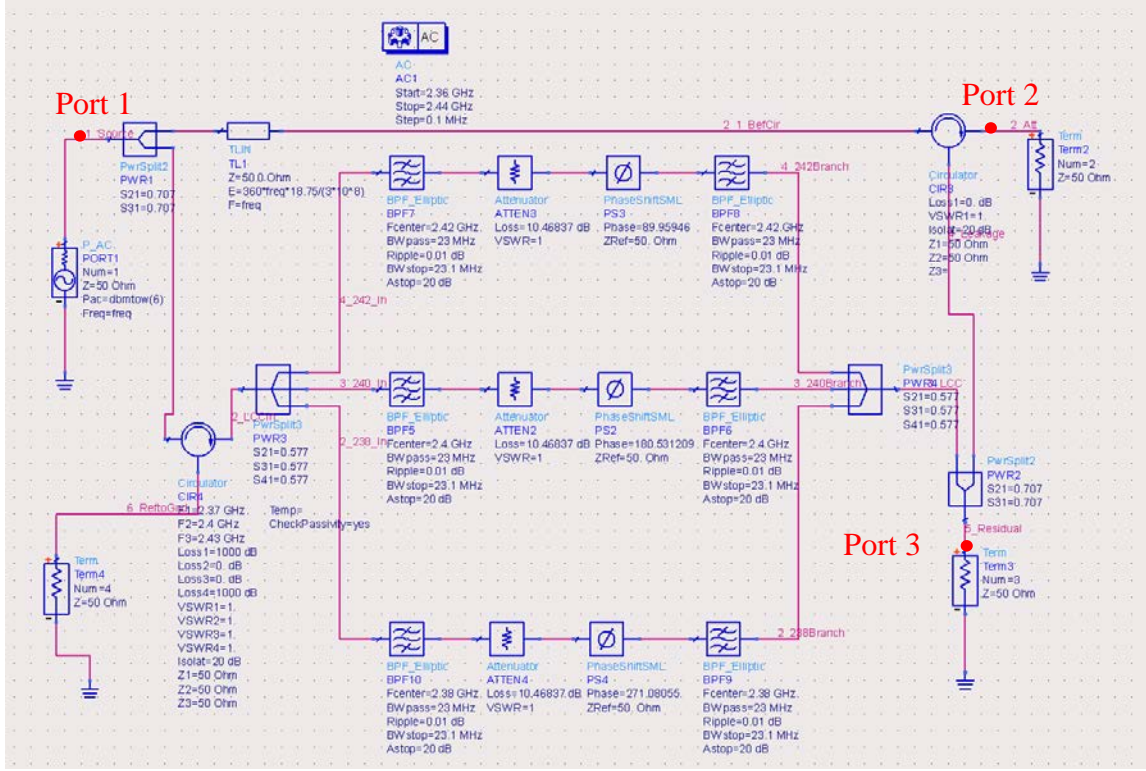 AC
AC
AC1
Start=2.36 GHz
Stop=2.44 GHz
Step=0.1 MHz
Port 1
1_Source
PwrSplit2
PWR1
S21=0.707
S31=0.707
TLIN
TL1
Z=50.0 Ohm
E=360*freq*18.75/(3*10*8)
F=freq
2_1_BefCir
Port 2
2_Att
Term
Term2
Num=2
Z=50 Ohm
Circulator
CIR3
Loss1=0. dB
VSWR1=1.
Isolat=20 dB
Z1=50 Ohm
Z2=50 Ohm
Z3=
P_AC
PORT1
Num=1
Z=50 Ohm
Pac=dbmtow(6)
Freq=freq
4_242_In
BPF_Elliptic
BPF7
Fcenter=2.42 GHz
BWpass=23 MHz
Ripple=0.01 dB
BWstop=23.1 MHz
Astop=20 dB
Attenuator
ATTEN3
Loss=10.46837 dB
VSWR=1
PhaseShiftSML
PS3
Phase=89.95946
ZRef=50. Ohm
BPF_Elliptic
BPF8
Fcenter=2.42 GHz
BWpass=23 MHz
Ripple=0.01 dB
BWstop=23.1 MHz
Astop=20 dB
4_242Branch
3_240_In
PwrSplit3
PWR3
S21=0.577
S31=0.577
S41=0.577
BPF_Elliptic
BPF5
Fcenter=2.4 GHz
BWpass=23 MHz
Ripple=0.01 dB
BWstop=23.1 MHz
Astop=20 dB
Attenuator
ATTEN2
Loss=10.46837 dB
VSWR=1
PhaseShiftSML
PS2
Phase=180.531209
ZRef=50. Ohm
BPF_Elliptic
BPF6
Fcenter=2.4 GHz
BWpass=23 MHz
Ripple=0.01 dB
BWstop=23.1 MHz
Astop=20 dB
3_240Branch
PwrSplit3
PWR4
S21=0.577
S31=0.577
S41=0.577
2_238_In
Temp=
CheckPassivity=yes
Circulator
CIR4
F1=2.37 GHz
F2=2.4 GHz
F3=2.43 GHz
Loss1=1000 dB
Loss2=0. dB
Loss3=0. dB
Loss4=1000 dB
VSWR1=1.
VSWR2=1.
VSWR3=1.
VSWR4=1.
Isolat=20 dB
Z1=50 Ohm
Z2=50 Ohm
Z3=50 Ohm
Term
Term4
Num=4
Z=50 Ohm
PwrSplit2
PWR2
S21=0.707
S31=0.707
5_Residual
Port 3
Term
Term3
Num=3
Z=50 Ohm
BPF_Elliptic
BPF10
Fcenter=2.38 GHz
BWpass=23 MHz
Ripple=0.01 dB
BWstop=23.1 MHz
Astop=20 dB
Attenuator
ATTEN4
Loss=10.46837 dB
VSWR=1
PhaseShiftSML
PS4
Phase=271.08055
ZRef=50. Ohm
BPF_Elliptic
BPF9
Fcenter=2.38 GHz
BWpass=23 MHz
Ripple=0.01 dB
BWstop=23.1 MHz
Astop=20 dB
2_238Branch